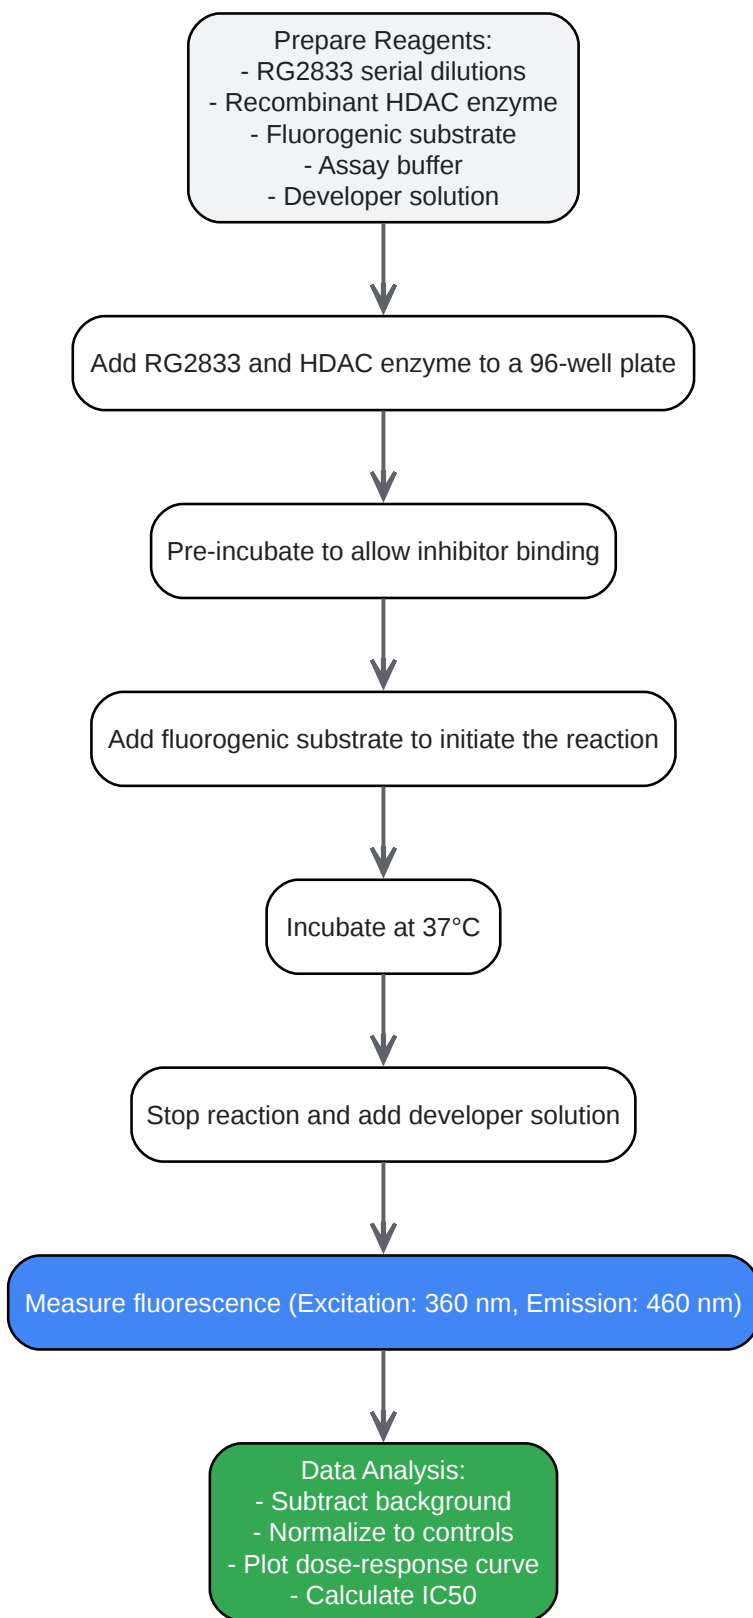 Prepare Reagents:
- RG2833 serial dilutions
- Recombinant HDAC enzyme
- Fluorogenic substrate
- Assay buffer
- Developer solution
Add RG2833 and HDAC enzyme to a 96-well plate
Pre-incubate to allow inhibitor binding
Add fluorogenic substrate to initiate the reaction
Incubate at 37°C
Stop reaction and add developer solution
Measure fluorescence (Excitation: 360 nm, Emission: 460 nm)
Data Analysis:
- Subtract background
- Normalize to controls
- Plot dose-response curve
- Calculate IC50